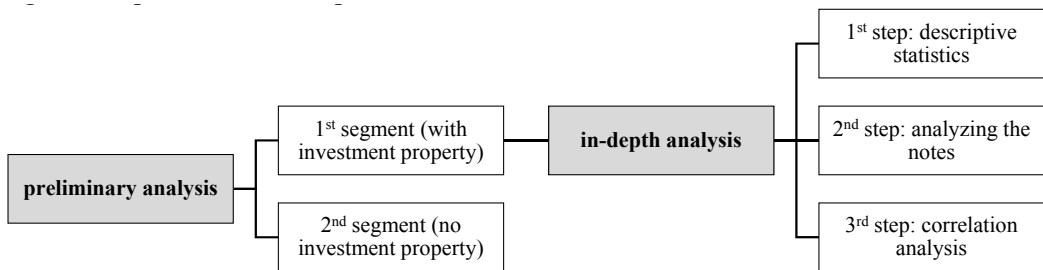 preliminary analysis
1st segment (with
investment property)
2nd segment (no
investment property)
in-depth analysis
1st step: descriptive
statistics
2nd step: analyzing the
notes
3rd step: correlation
analysis